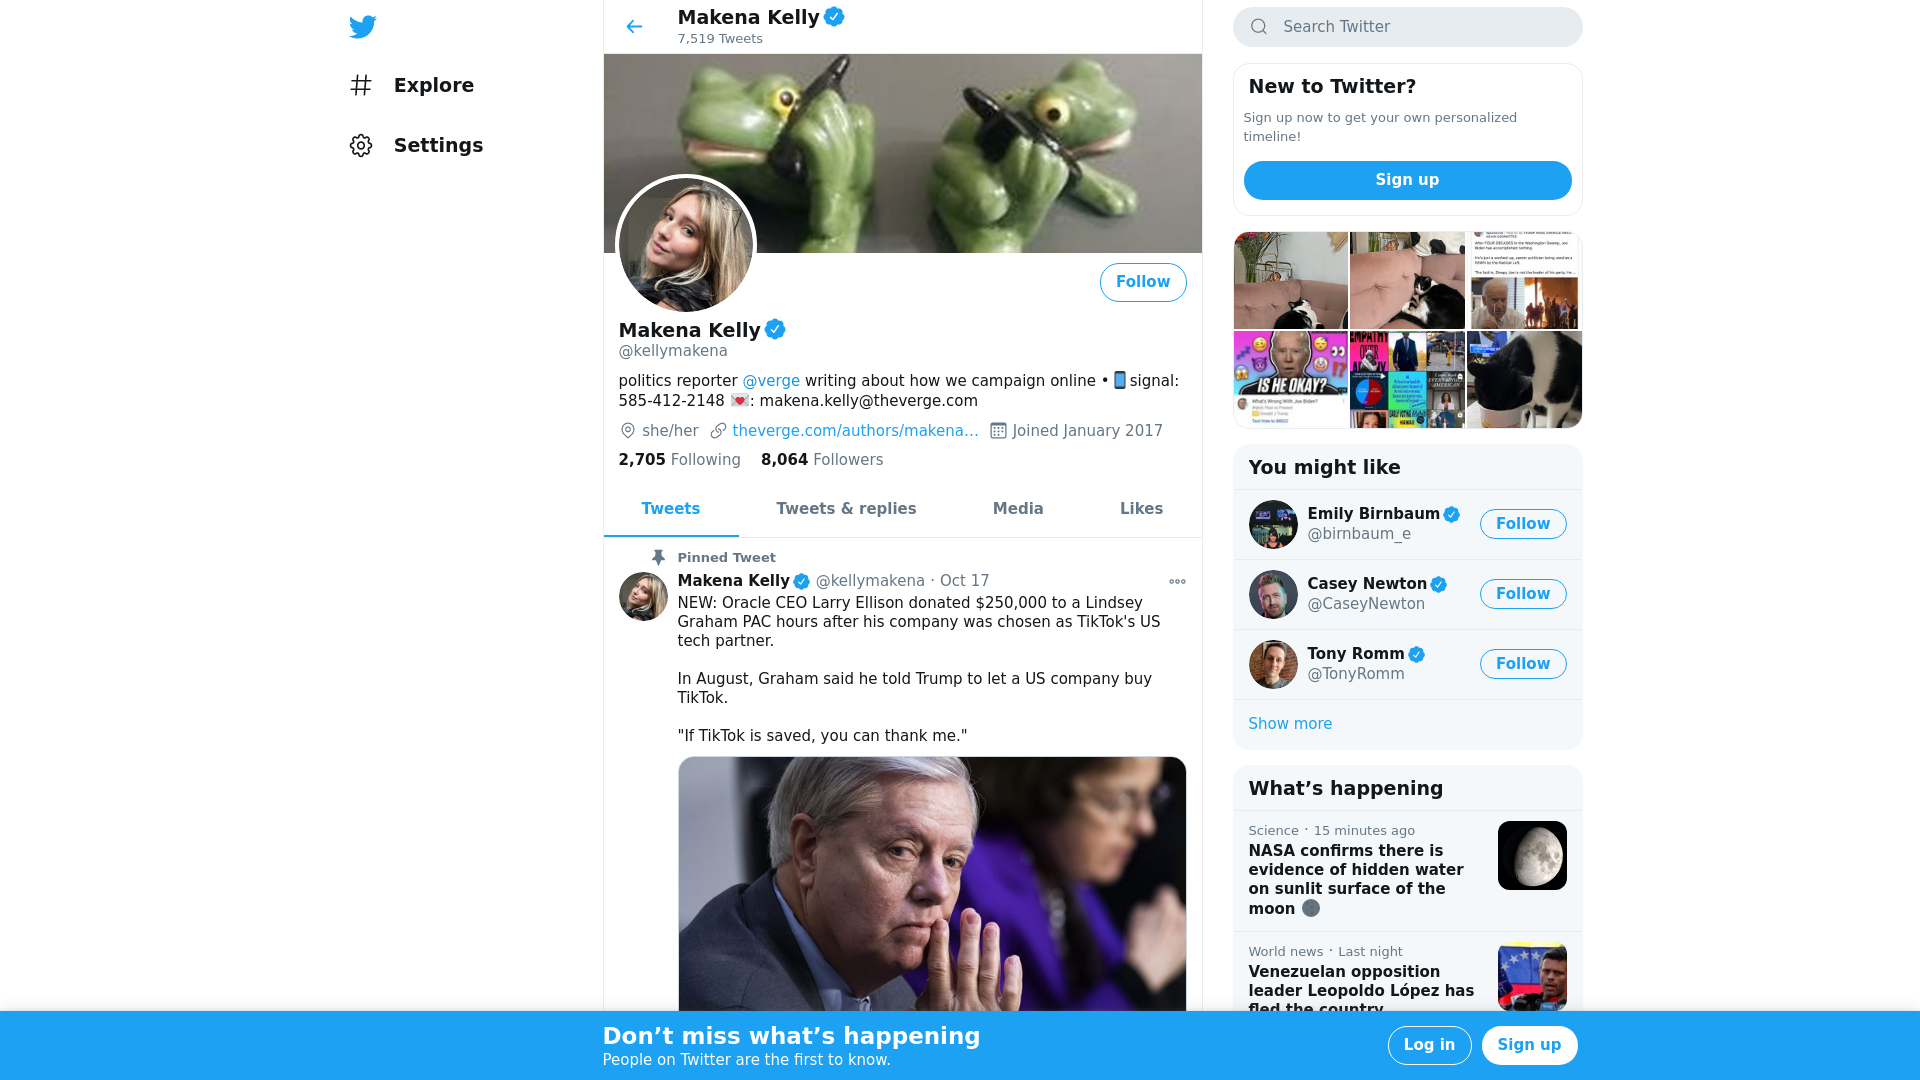 Explore
Settings
Makena Kelly
7,519 Tweets
Follow
Makena Kelly
@kellymakena
politics reporter @verge writing about how we campaign online • 📱signal:
585-412-2148 💌: makena.kelly@theverge.com
she/her theverge.com/authors/makena… Joined January 2017
2,705 Following 8,064 Followers
Tweets Tweets & replies Media Likes
Pinned Tweet
Makena Kelly @kellymakena · Oct 17
NEW: Oracle CEO Larry Ellison donated $250,000 to a Lindsey
Graham PAC hours after his company was chosen as TikTok's US
tech partner.
In August, Graham said he told Trump to let a US company buy
TikTok.
"If TikTok is saved, you can thank me."
Search Twitter
New to Twitter?
Sign up now to get your own personalized
timeline!
Sign up
IS HE OKAY?
What's Wrong With Joe Biden?
You might like
Emily Birnbaum
@birnbaum_e
Follow
Casey Newton
@CaseyNewton
Follow
Tony Romm
@TonyRomm
Follow
Show more
What’s happening
Science · 15 minutes ago
NASA confirms there is
evidence of hidden water
on sunlit surface of the
moon 🌑
World news · Last night
Venezuelan opposition
leader Leopoldo López has
fled the country
Don’t miss what’s happening
People on Twitter are the first to know.
Log in
Sign up